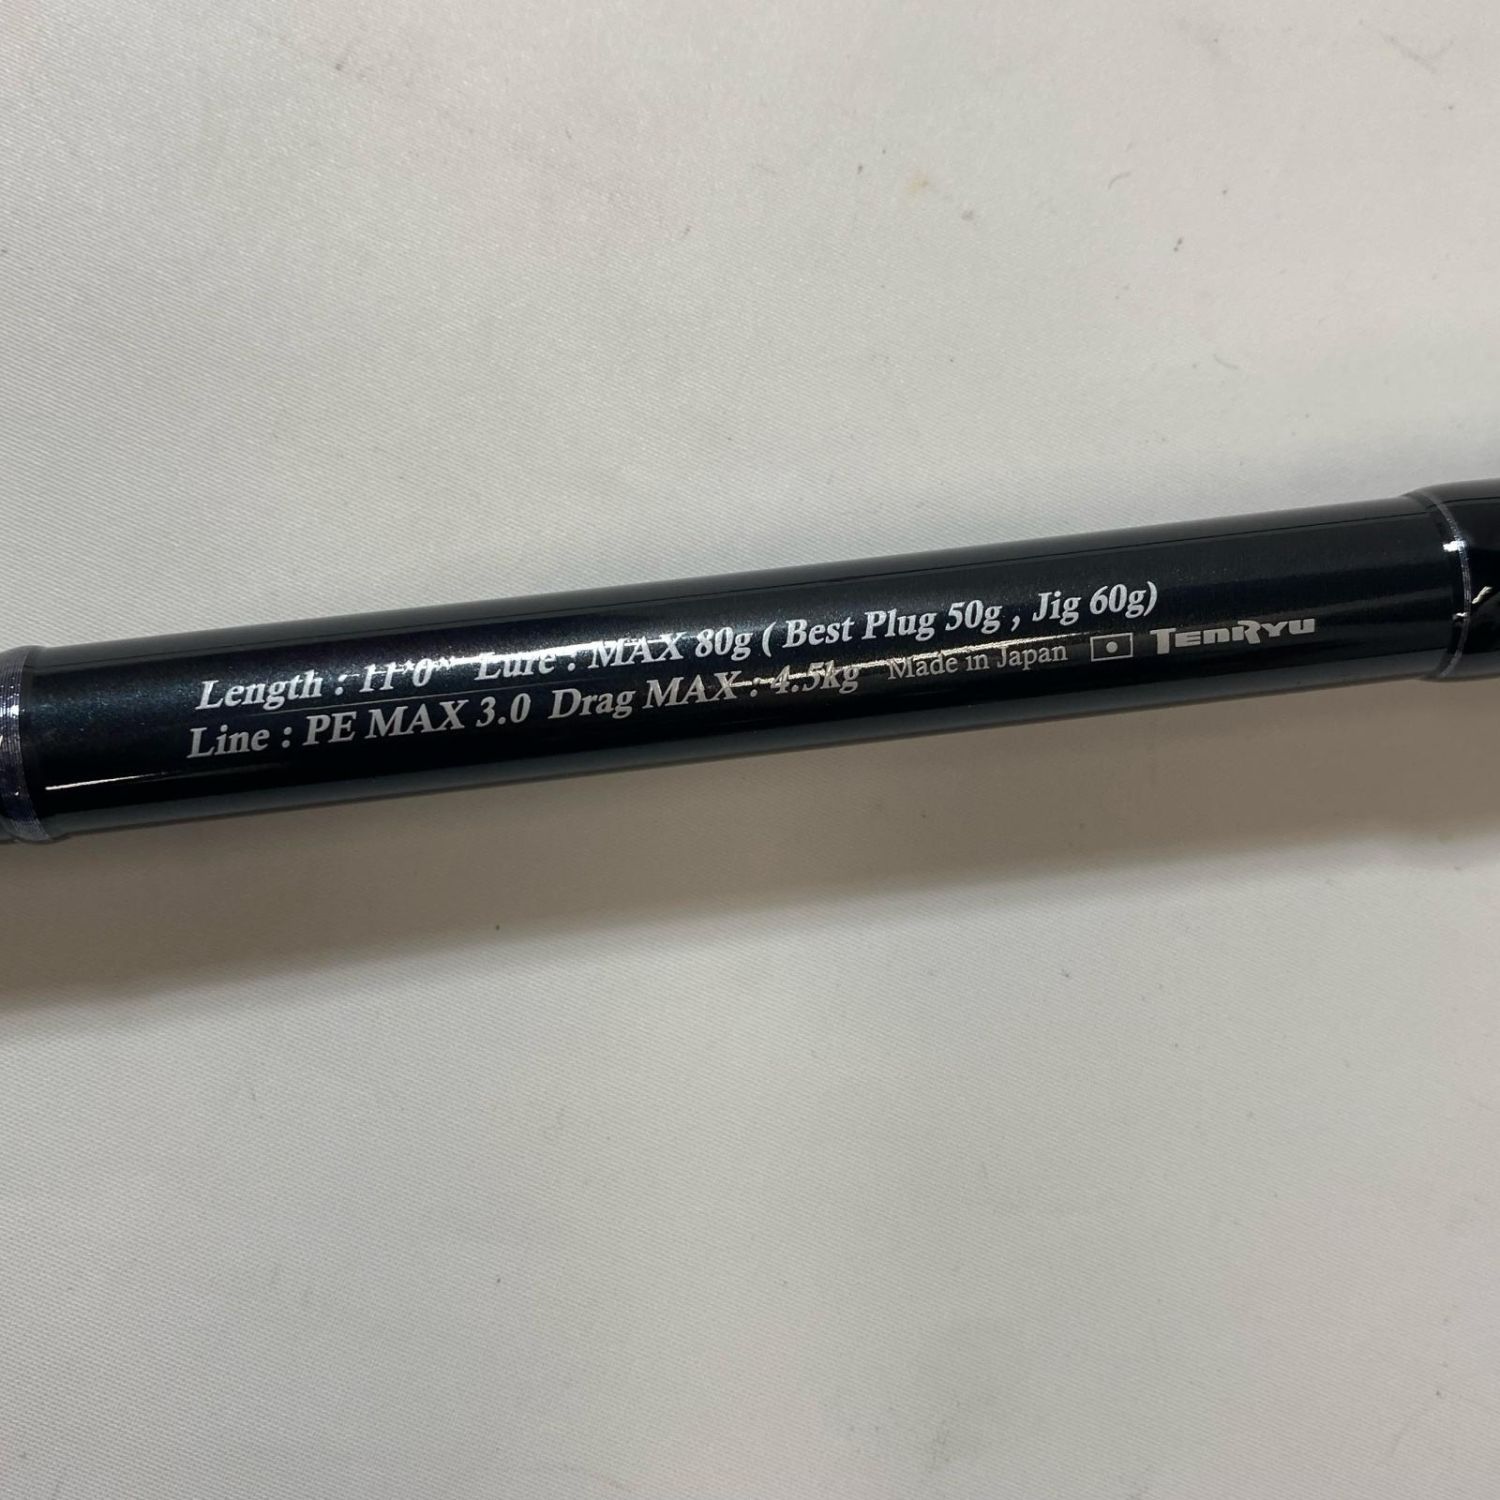 Length : 11'0" Lure : MAX 80g ( Best Plug 50g , Jig 60g)
Line : PE MAX 3.0 Drag MAX : 4.5kg Made in Japan TENRYU